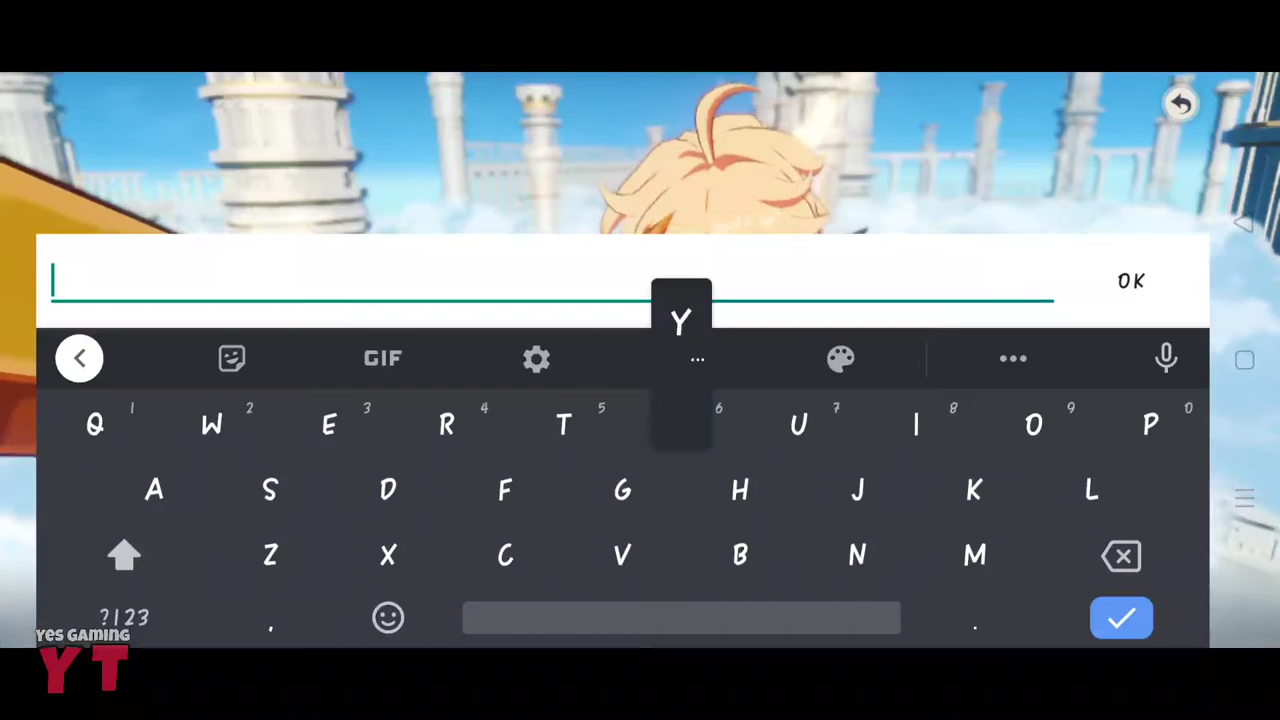 OK
Y
GIF
Q 1 W 2 E 3 R 4 T 5 6 U 7 I 8 O 9 P 0
A S D F G H J K L
Z X C V B N M
?123 , .
YES GAMING
YT